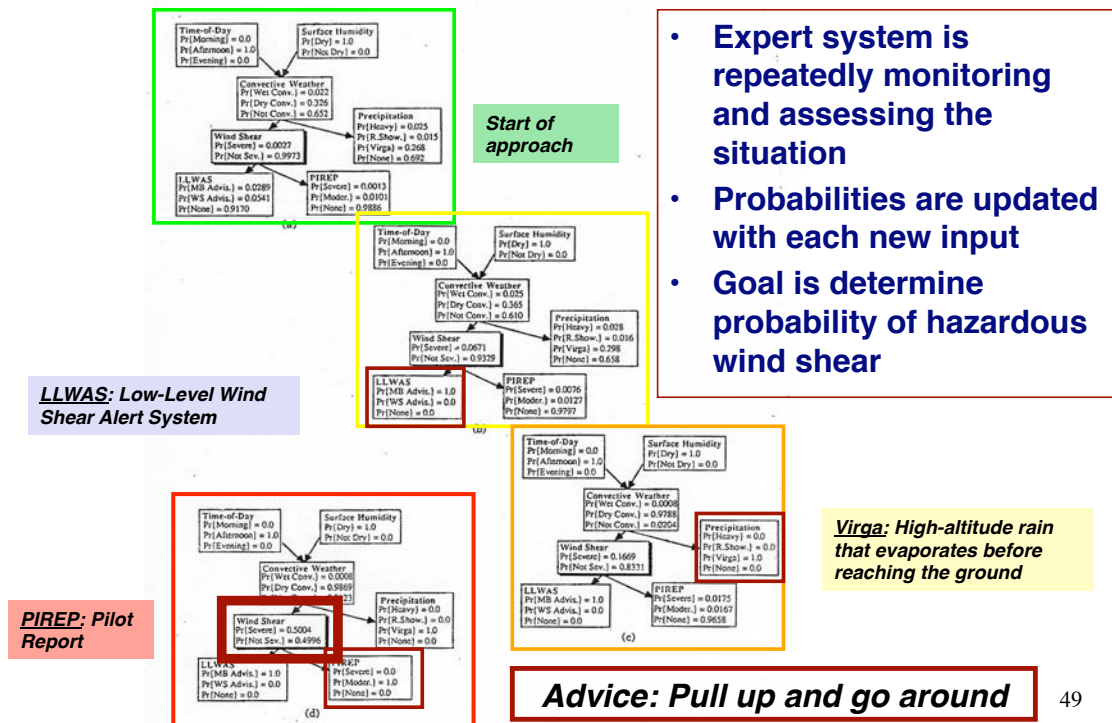 Time-of-Day
Pr{Morning} = 0.0
Pr{Afternoon} = 1.0
Pr{Evening} = 0.0
Surface Humidity
Pr{Dry} = 1.0
Pr{Not Dry} = 0.0
Convective Weather
Pr{Wet Conv.} = 0.022
Pr{Dry Conv.} = 0.326
Pr{Not Conv.} = 0.652
Wind Shear
Pr{Severe} = 0.0027
Pr{Not Sev.} = 0.9973
Precipitation
Pr{Heavy} = 0.025
Pr{R.Show.} = 0.015
Pr{Virga} = 0.268
Pr{None} = 0.692
LLWAS
Pr{MB Advis.} = 0.0289
Pr{WS Advis.} = 0.0541
Pr{None} = 0.9170
PIREP
Pr{Severe} = 0.0013
Pr{Moder.} = 0.0101
Pr{None} = 0.9886
(a)
Start of
approach
• Expert system is
repeatedly monitoring
and assessing the
situation
• Probabilities are updated
with each new input
• Goal is determine
probability of hazardous
wind shear
Time-of-Day
Pr{Morning} = 0.0
Pr{Afternoon} = 1.0
Pr{Evening} = 0.0
Surface Humidity
Pr{Dry} = 1.0
Pr{Not Dry} = 0.0
Convective Weather
Pr{Wet Conv.} = 0.025
Pr{Dry Conv.} = 0.365
Pr{Not Conv.} = 0.610
Wind Shear
Pr{Severe} = 0.0671
Pr{Not Sev.} = 0.9329
Precipitation
Pr{Heavy} = 0.028
Pr{R.Show.} = 0.016
Pr{Virga} = 0.298
Pr{None} = 0.658
LLWAS
Pr{MB Advis.} = 1.0
Pr{WS Advis.} = 0.0
Pr{None} = 0.0
PIREP
Pr{Severe} = 0.0076
Pr{Moder.} = 0.0127
Pr{None} = 0.9797
(b)
LLWAS: Low-Level Wind
Shear Alert System
Time-of-Day
Pr{Morning} = 0.0
Pr{Afternoon} = 1.0
Pr{Evening} = 0.0
Surface Humidity
Pr{Dry} = 1.0
Pr{Not Dry} = 0.0
Convective Weather
Pr{Wet Conv.} = 0.0008
Pr{Dry Conv.} = 0.9788
Pr{Not Conv.} = 0.0204
Wind Shear
Pr{Severe} = 0.1669
Pr{Not Sev.} = 0.8331
Precipitation
Pr{Heavy} = 0.0
Pr{R.Show.} = 0.0
Pr{Virga} = 1.0
Pr{None} = 0.0
LLWAS
Pr{MB Advis.} = 1.0
Pr{WS Advis.} = 0.0
Pr{None} = 0.0
PIREP
Pr{Severe} = 0.0175
Pr{Moder.} = 0.0167
Pr{None} = 0.9658
(c)
Virga: High-altitude rain
that evaporates before
reaching the ground
Time-of-Day
Pr{Morning} = 0.0
Pr{Afternoon} = 1.0
Pr{Evening} = 0.0
Surface Humidity
Pr{Dry} = 1.0
Pr{Not Dry} = 0.0
Convective Weather
Pr{Wet Conv.} = 0.0008
Pr{Dry Conv.} = 0.9869
Wind Shear
Pr{Severe} = 0.5004
Pr{Not Sev.} = 0.4996
Precipitation
Pr{Heavy} = 0.0
Pr{R.Show.} = 0.0
Pr{Virga} = 1.0
Pr{None} = 0.0
LLWAS
Pr{MB Advis.} = 1.0
Pr{WS Advis.} = 0.0
Pr{None} = 0.0
PIREP
Pr{Severe} = 0.0
Pr{Moder.} = 1.0
Pr{None} = 0.0
(d)
PIREP: Pilot
Report
Advice: Pull up and go around
49